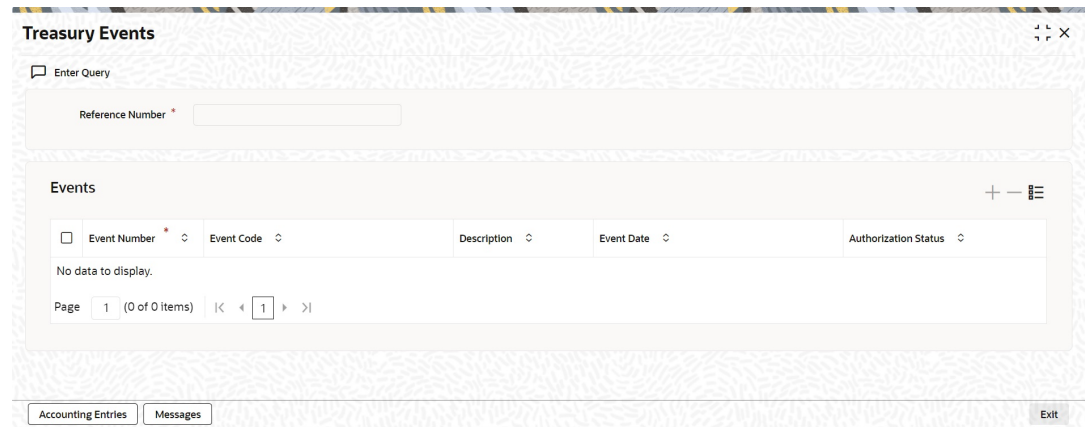 Treasury Events
Enter Query
Reference Number *
Events
Event Number * Event Code Description Event Date Authorization Status
No data to display.
Page 1 (0 of 0 items) 1
Accounting Entries Messages Exit